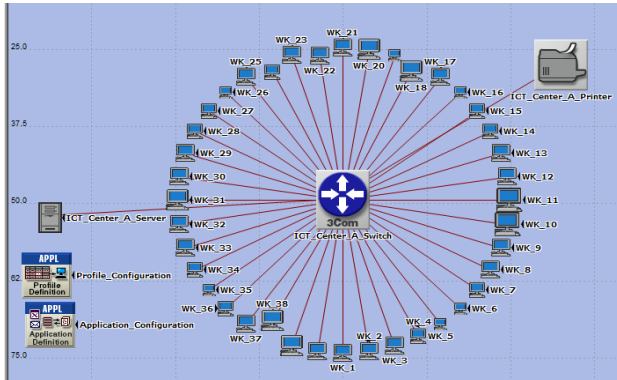 25.0
WK_21
WK_23
WK_22
WK_20
WK_25
WK_17
WK_18
WK_26
WK_16
ICT_Center_A_Printer
WK_27
WK_15
37.5
WK_28
WK_14
WK_29
WK_13
WK_30
WK_12
50.0
WK_31
WK_11
ICT_Center_A_Server
3Com
WK_32
WK_10
ICT_Center_A_Switch
WK_33
WK_9
APPL
WK_34
WK_8
Profile_Configuration
62
Profile
Definition
WK_35
WK_7
APPL
WK_36
WK_38
WK_6
Application_Configuration
Application
Definition
WK_37
WK_4
WK_5
WK_2
WK_3
WK_1
75.0